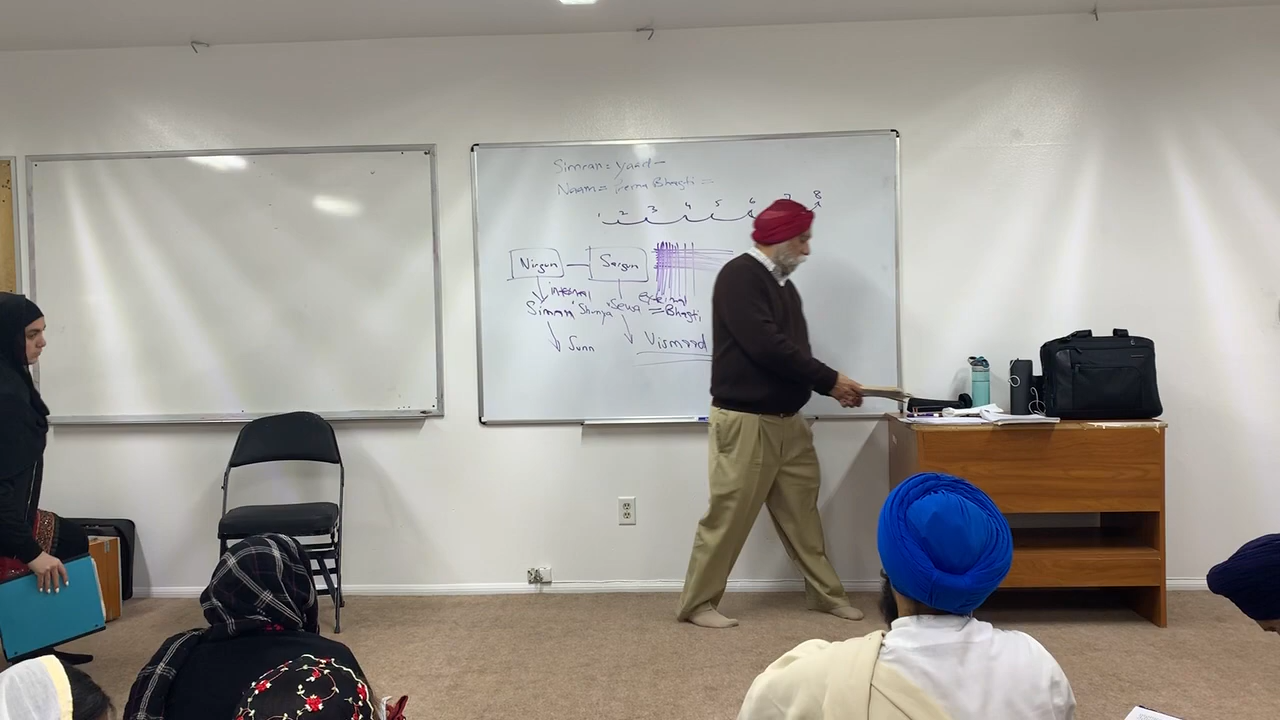 Simran = yaad -
Naam = Prema Bhagti =
1 2 3 4 5 6 7 8
Nirgun - Sargun
internal external
Simran Shunya Sewa = Bhagti
Sunn Vismaad